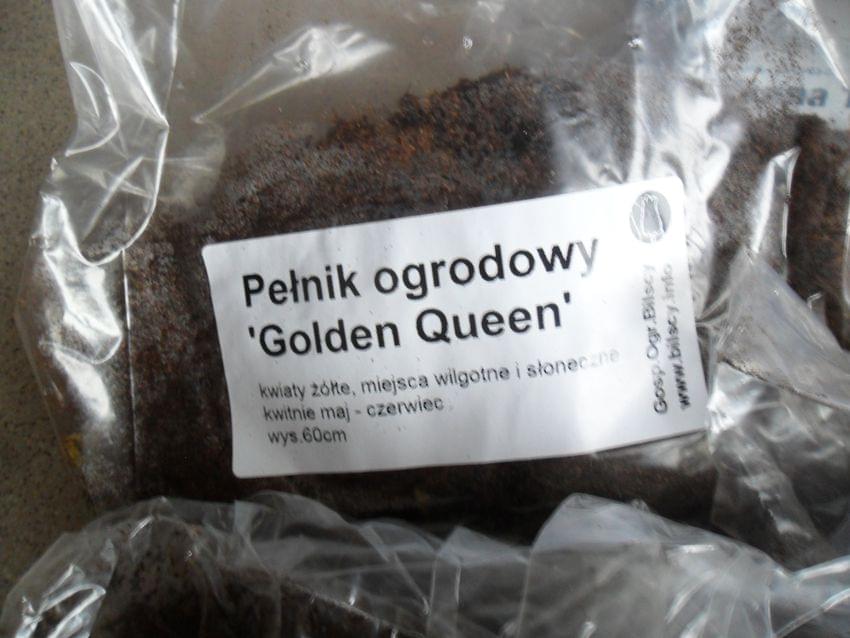 Pełnik ogrodowy
'Golden Queen'
kwiaty żółte, miejsca wilgotne i słoneczne
kwitnie maj - czerwiec
wys.60cm
Gosp.Ogr.Bilscy
www.bilscy.info